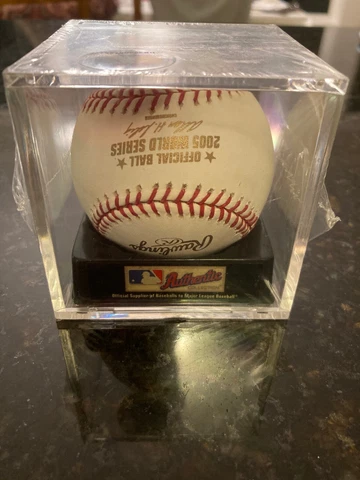 Allan H. Selig
OFFICIAL BALL
2005 WORLD SERIES
Rawlings
Authentic
Official Supplier of Baseballs to Major League Baseball